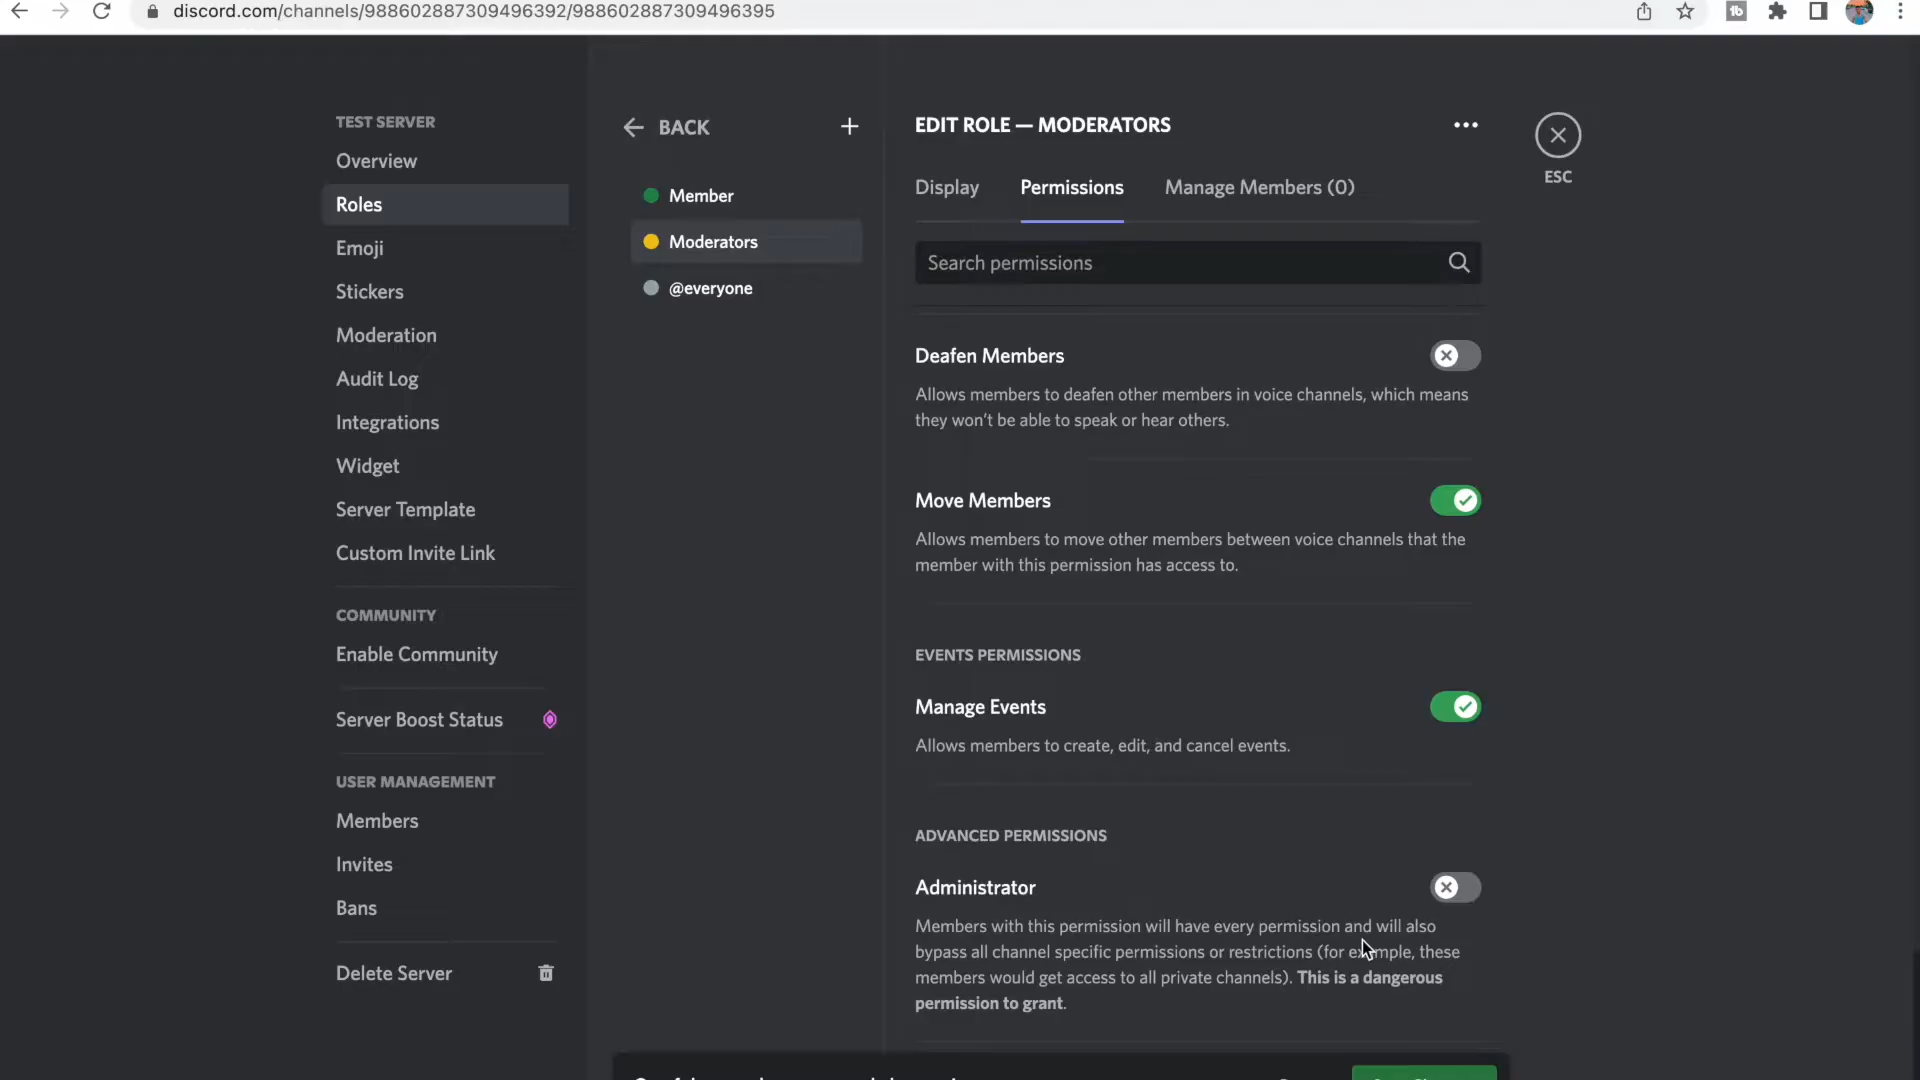 discord.com/channels/988602887309496392/988602887309496395
TEST SERVER
Overview
Roles
Emoji
Stickers
Moderation
Audit Log
Integrations
Widget
Server Template
Custom Invite Link
COMMUNITY
Enable Community
Server Boost Status
USER MANAGEMENT
Members
Invites
Bans
Delete Server
BACK
Member
Moderators
@everyone
EDIT ROLE — MODERATORS
Display Permissions Manage Members (0)
Search permissions
Deafen Members
Allows members to deafen other members in voice channels, which means
they won't be able to speak or hear others.
Move Members
Allows members to move other members between voice channels that the
member with this permission has access to.
EVENTS PERMISSIONS
Manage Events
Allows members to create, edit, and cancel events.
ADVANCED PERMISSIONS
Administrator
Members with this permission will have every permission and will also
bypass all channel specific permissions or restrictions (for example, these
members would get access to all private channels). This is a dangerous
permission to grant.
ESC